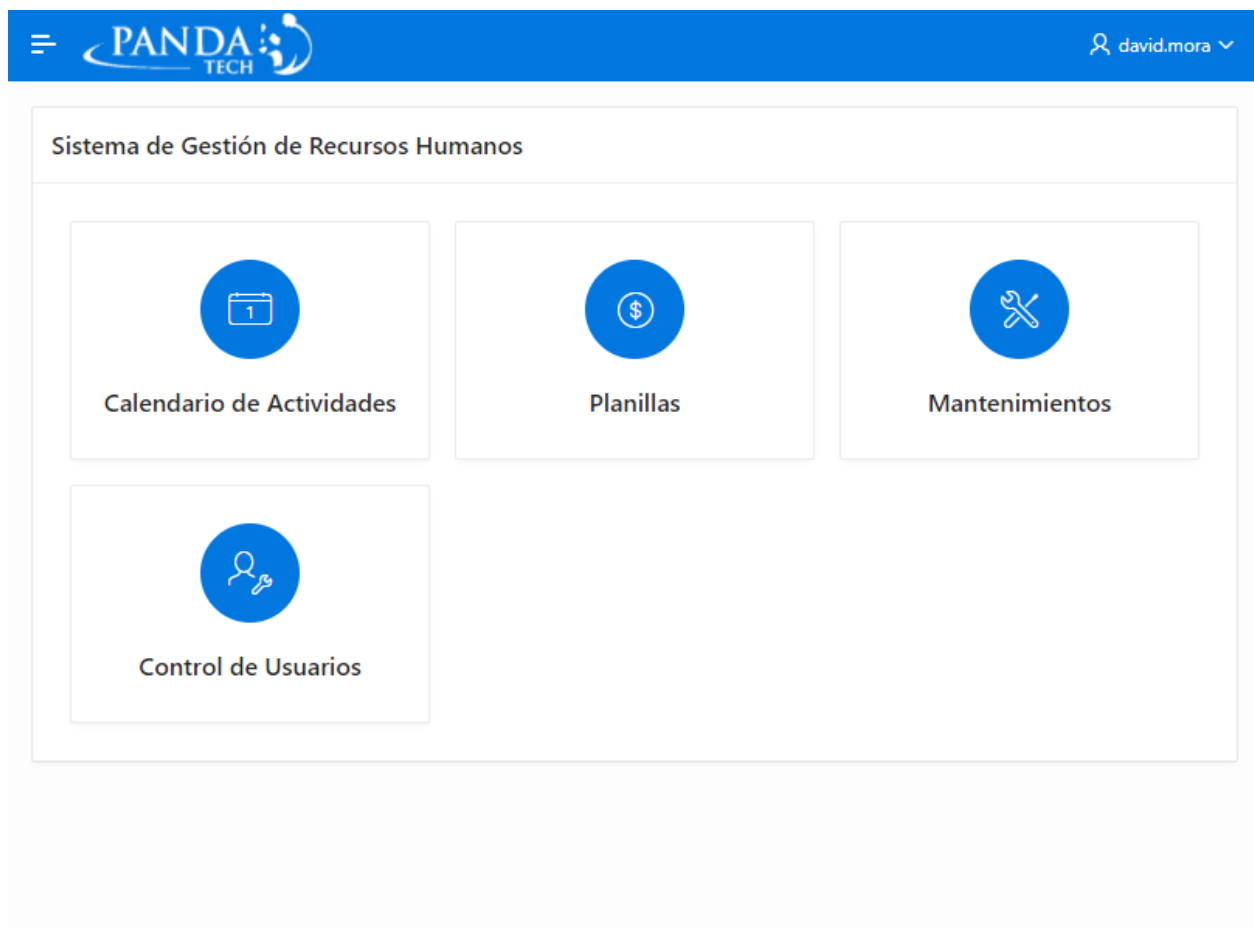 PANDA
TECH
david.mora
Sistema de Gestión de Recursos Humanos
1
$
Calendario de Actividades
Planillas
Mantenimientos
Control de Usuarios